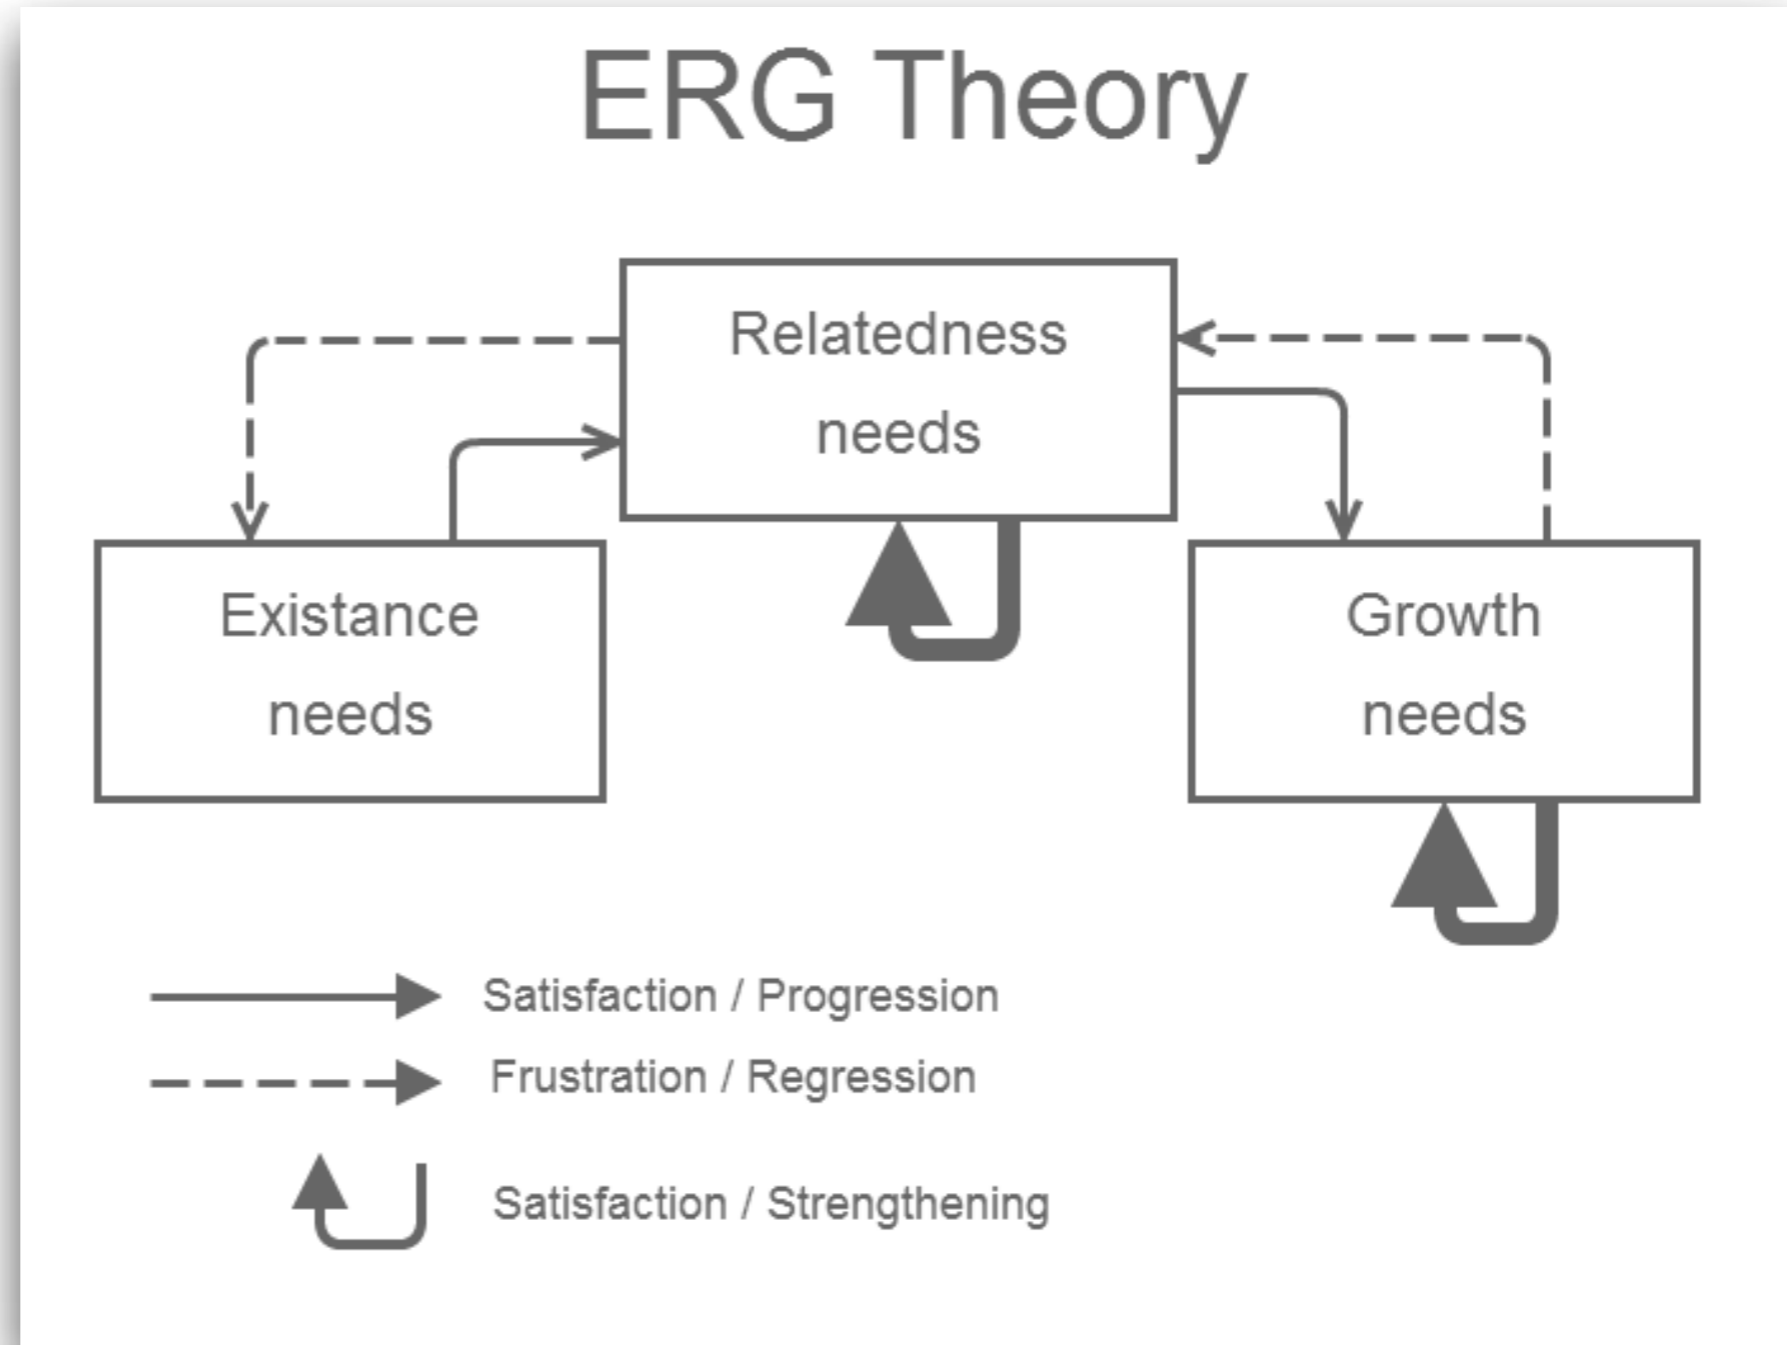 ERG Theory
Relatedness
needs
Existance
needs
Growth
needs
Satisfaction / Progression
Frustration / Regression
Satisfaction / Strengthening